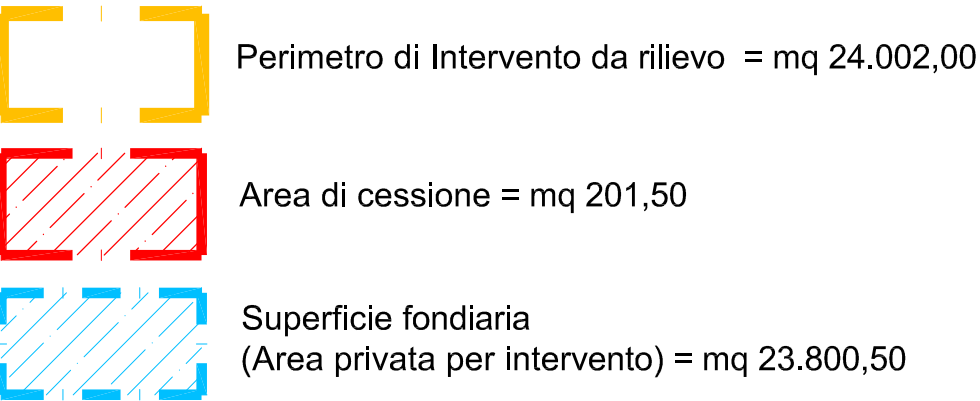 Perimetro di Intervento da rilievo = mq 24.002,00
Area di cessione = mq 201,50
Superficie fondiaria
(Area privata per intervento) = mq 23.800,50